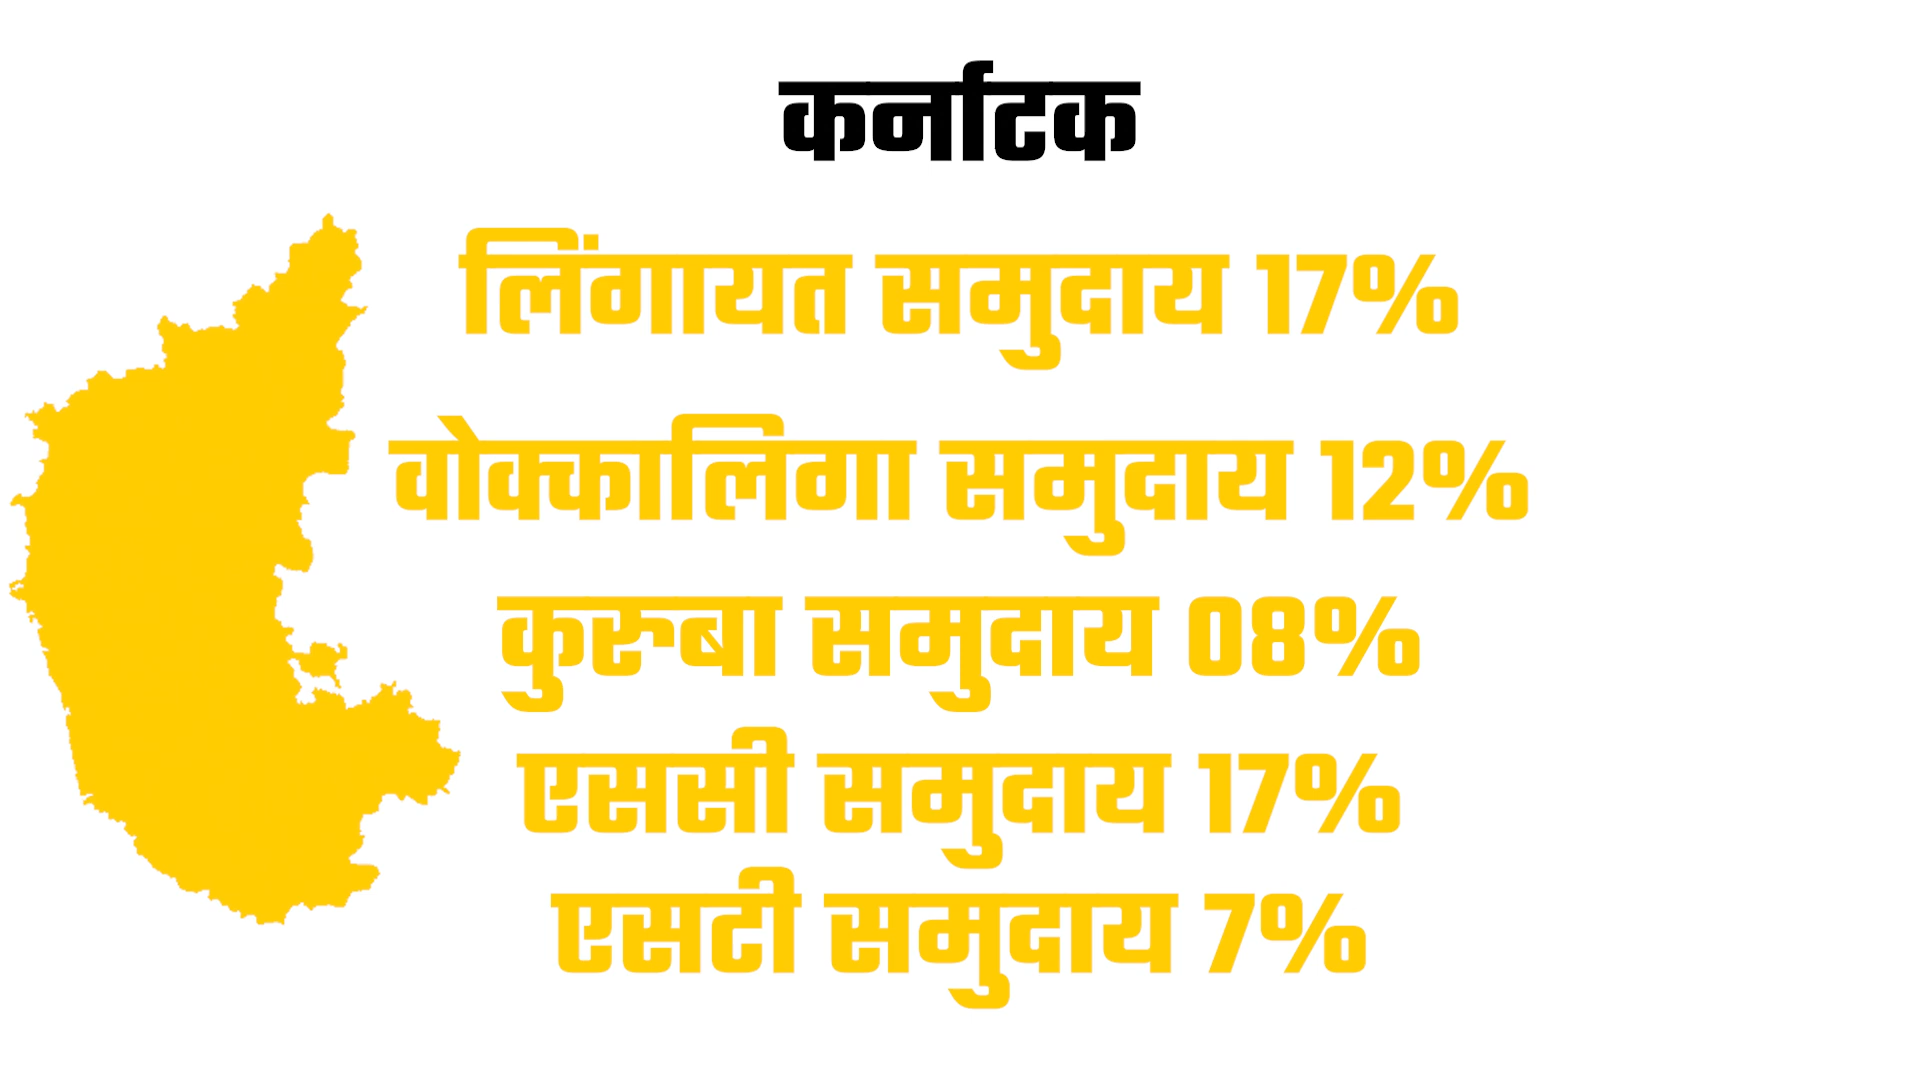 कर्नाटक
लिंगायत समुदाय 17%
वोक्कालिगा समुदाय 12%
कुरुबा समुदाय 08%
एससी समुदाय 17%
एसटी समुदाय 7%